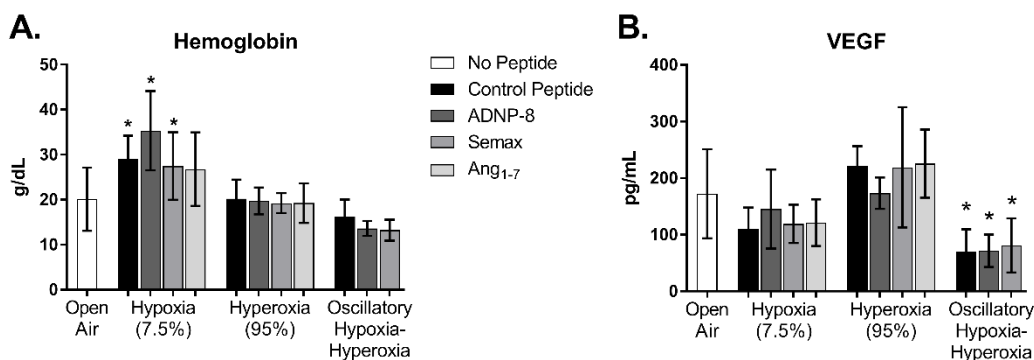 A.
Hemoglobin
50
40
30
20
10
0
g/dL
* * *
Open
Air
Hypoxia
(7.5%)
Hyperoxia
(95%)
Oscillatory
Hypoxia-
Hyperoxia
No Peptide
Control Peptide
ADNP-8
Semax
Ang1-7
B.
VEGF
400
300
200
100
0
pg/mL
* * *
Open
Air
Hypoxia
(7.5%)
Hyperoxia
(95%)
Oscillatory
Hypoxia-
Hyperoxia